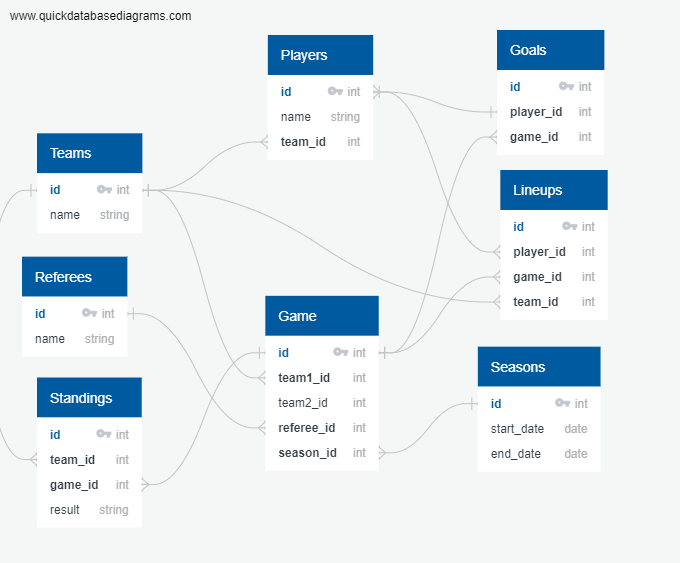 www.quickdatabasediagrams.com
Players
id int
name string
team_id int
Goals
id int
player_id int
game_id int
Teams
id int
name string
Lineups
id int
player_id int
game_id int
team_id int
Referees
id int
name string
Game
id int
team1_id int
team2_id int
referee_id int
season_id int
Seasons
id int
start_date date
end_date date
Standings
id int
team_id int
game_id int
result string